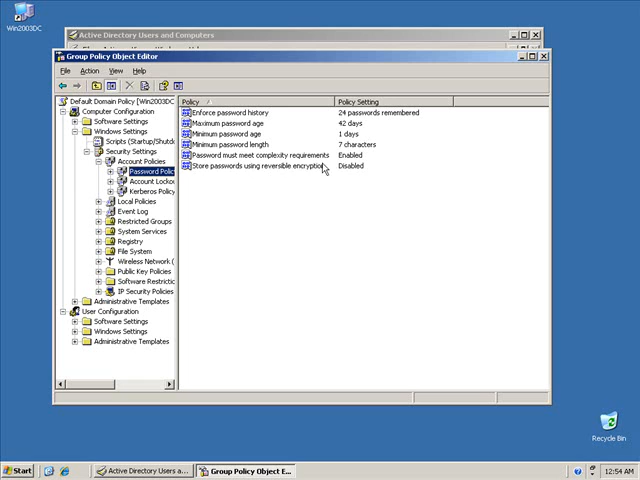 Win2003DC
Active Directory Users and Computers
Group Policy Object Editor
File Action View Help
Default Domain Policy [Win2003DC
Computer Configuration
Software Settings
Windows Settings
Scripts (Startup/Shutdo
Security Settings
Account Policies
Password Polic
Account Locko
Kerberos Policy
Local Policies
Event Log
Restricted Groups
System Services
Registry
File System
Wireless Network (
Public Key Policies
Software Restrictio
IP Security Policies
Administrative Templates
User Configuration
Software Settings
Windows Settings
Administrative Templates
Policy Policy Setting
Enforce password history 24 passwords remembered
Maximum password age 42 days
Minimum password age 1 days
Minimum password length 7 characters
Password must meet complexity requirements Enabled
Store passwords using reversible encryption Disabled
Recycle Bin
Start Active Directory Users a... Group Policy Object E... 12:54 AM